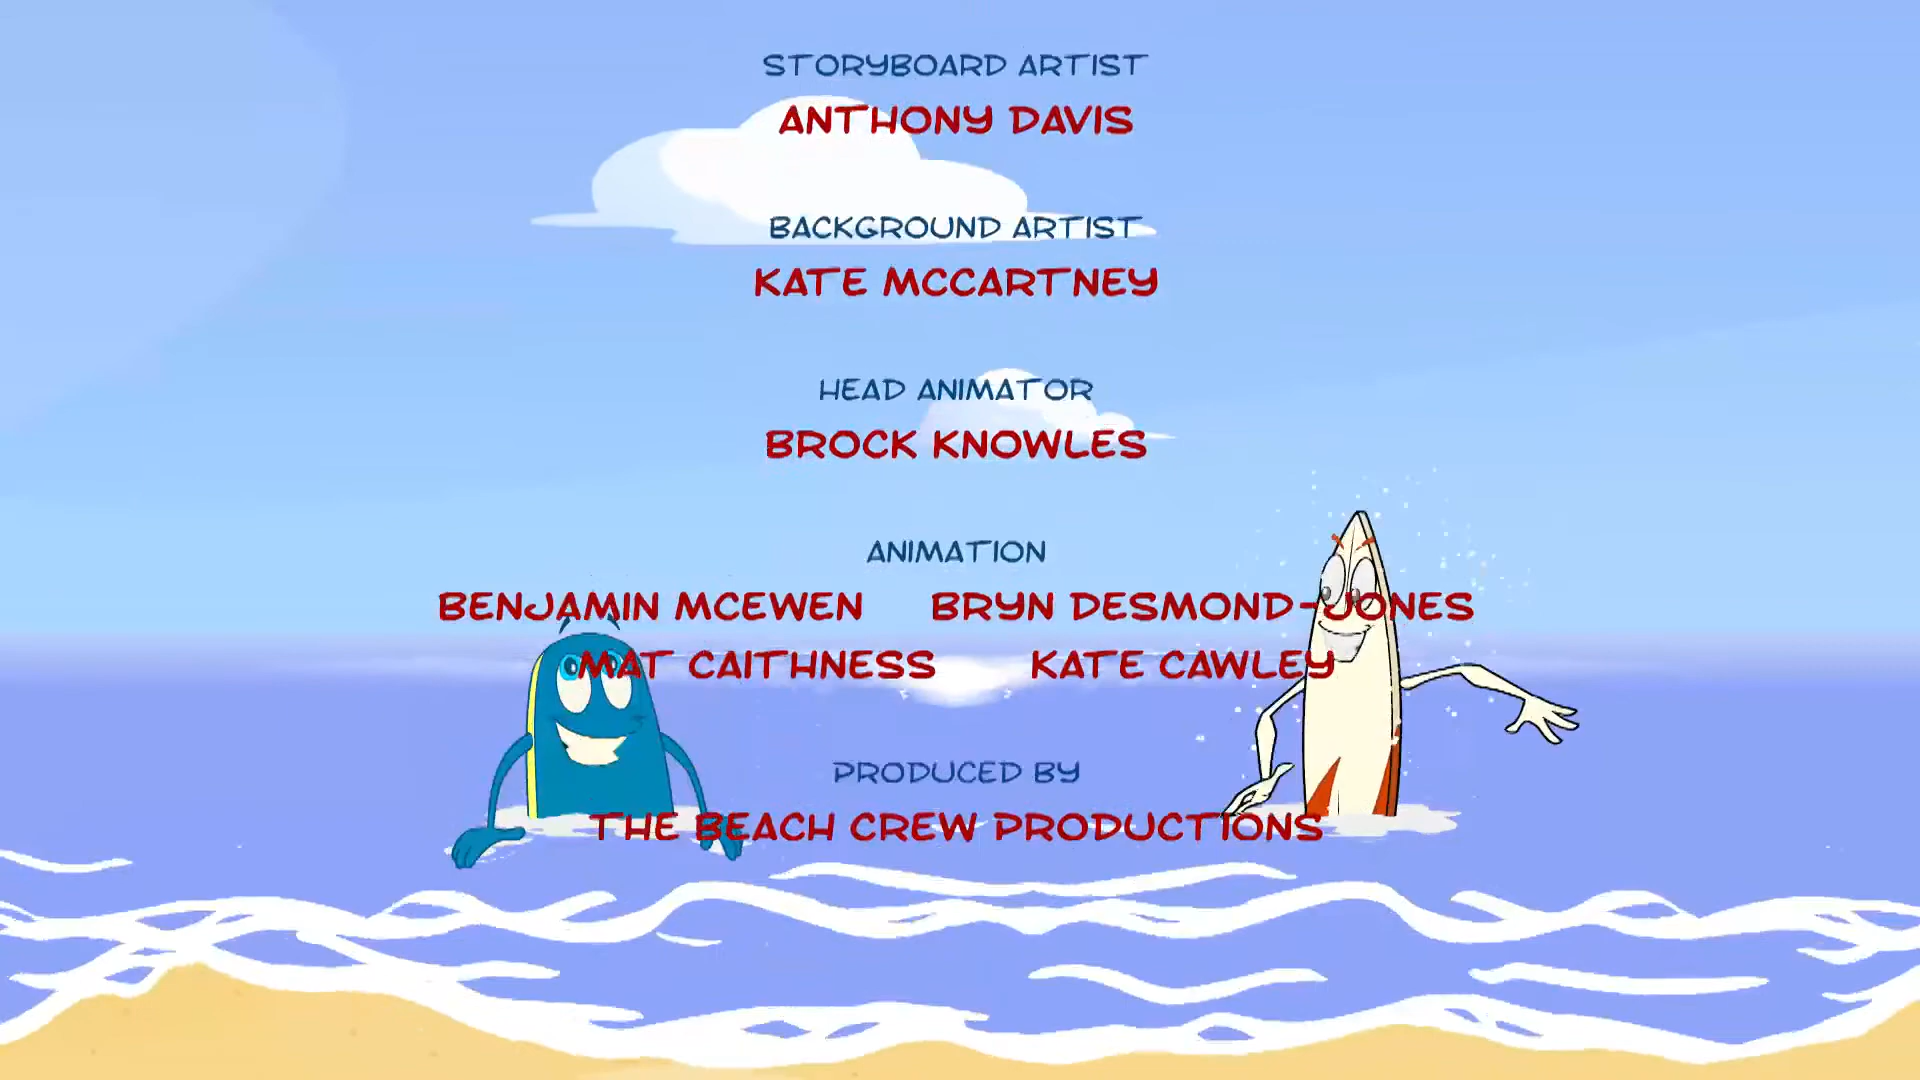 STORYBOARD ARTIST
ANTHONY DAVIS
BACKGROUND ARTIST
KATE MCCARTNEY
HEAD ANIMATOR
BROCK KNOWLES
ANIMATION
BENJAMIN MCEWEN BRYN DESMOND-JONES
MAT CAITHNESS KATE CAWLEY
PRODUCED BY
THE BEACH CREW PRODUCTIONS